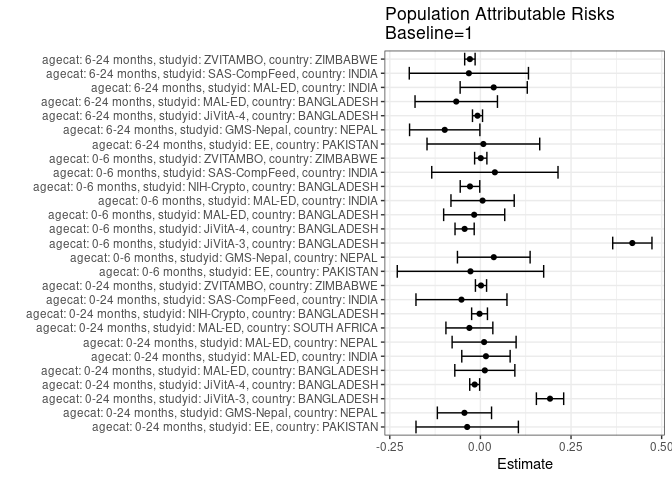 Population Attributable Risks
Baseline=1
agecat: 6-24 months, studyid: ZVITAMBO, country: ZIMBABWE
agecat: 6-24 months, studyid: SAS-CompFeed, country: INDIA
agecat: 6-24 months, studyid: MAL-ED, country: INDIA
agecat: 6-24 months, studyid: MAL-ED, country: BANGLADESH
agecat: 6-24 months, studyid: JiVitA-4, country: BANGLADESH
agecat: 6-24 months, studyid: GMS-Nepal, country: NEPAL
agecat: 6-24 months, studyid: EE, country: PAKISTAN
agecat: 0-6 months, studyid: ZVITAMBO, country: ZIMBABWE
agecat: 0-6 months, studyid: SAS-CompFeed, country: INDIA
agecat: 0-6 months, studyid: NIH-Crypto, country: BANGLADESH
agecat: 0-6 months, studyid: MAL-ED, country: INDIA
agecat: 0-6 months, studyid: MAL-ED, country: BANGLADESH
agecat: 0-6 months, studyid: JiVitA-4, country: BANGLADESH
agecat: 0-6 months, studyid: JiVitA-3, country: BANGLADESH
agecat: 0-6 months, studyid: GMS-Nepal, country: NEPAL
agecat: 0-6 months, studyid: EE, country: PAKISTAN
agecat: 0-24 months, studyid: ZVITAMBO, country: ZIMBABWE
agecat: 0-24 months, studyid: SAS-CompFeed, country: INDIA
agecat: 0-24 months, studyid: NIH-Crypto, country: BANGLADESH
agecat: 0-24 months, studyid: MAL-ED, country: SOUTH AFRICA
agecat: 0-24 months, studyid: MAL-ED, country: NEPAL
agecat: 0-24 months, studyid: MAL-ED, country: INDIA
agecat: 0-24 months, studyid: MAL-ED, country: BANGLADESH
agecat: 0-24 months, studyid: JiVitA-4, country: BANGLADESH
agecat: 0-24 months, studyid: JiVitA-3, country: BANGLADESH
agecat: 0-24 months, studyid: GMS-Nepal, country: NEPAL
agecat: 0-24 months, studyid: EE, country: PAKISTAN
-0.25 0.00 0.25 0.50
Estimate